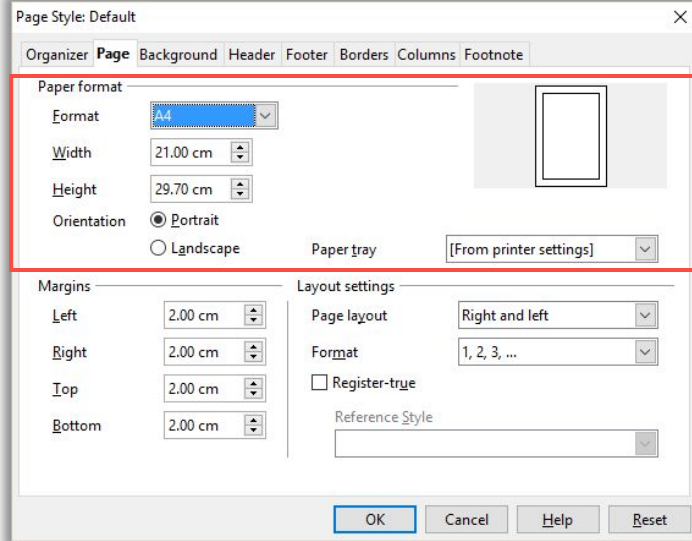 Page Style: Default
Organizer Page Background Header Footer Borders Columns Footnote
Paper format
Format A4
Width 21.00 cm
Height 29.70 cm
Orientation Portrait
Landscape Paper tray [From printer settings]
Margins Layout settings
Left 2.00 cm Page layout Right and left
Right 2.00 cm Format 1, 2, 3, ...
Top 2.00 cm Register-true
Reference Style
Bottom 2.00 cm
OK Cancel Help Reset